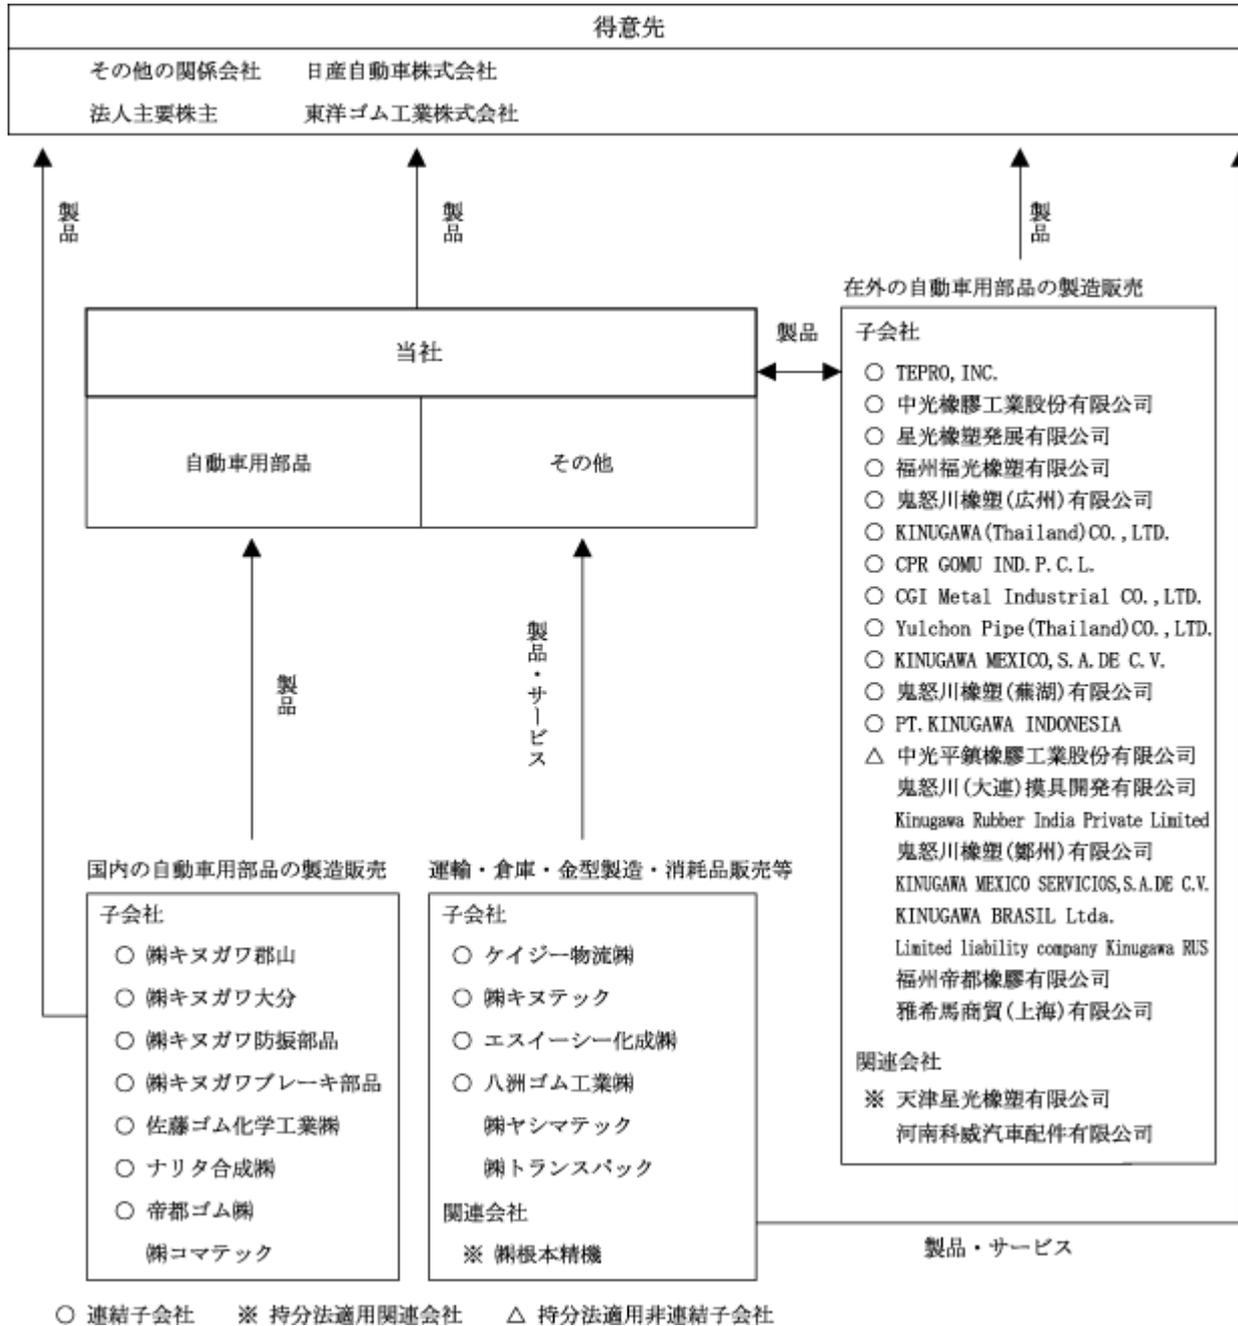 得意先
その他の関係会社 日産自動車株式会社
法人主要株主 東洋ゴム工業株式会社
製品
製品
製品
在外の自動車用部品の製造販売
当社
製品
自動車用部品
その他
子会社
○ TEPRO, INC.
○ 中光橡膠工業股份有限公司
○ 星光橡塑発展有限公司
○ 福州福光橡塑有限公司
○ 鬼怒川橡塑(広州)有限公司
○ KINUGAWA(Thailand)CO.,LTD.
○ CPR GOMU IND.P.C.L.
○ CGI Metal Industrial CO.,LTD.
○ Yulchon Pipe(Thailand)CO.,LTD.
○ KINUGAWA MEXICO,S.A.DE C.V.
○ 鬼怒川橡塑(蕪湖)有限公司
○ PT.KINUGAWA INDONESIA
△ 中光平鎮橡膠工業股份有限公司
鬼怒川(大連)摸具開発有限公司
Kinugawa Rubber India Private Limited
鬼怒川橡塑(鄭州)有限公司
KINUGAWA MEXICO SERVICIOS,S.A.DE C.V.
KINUGAWA BRASIL Ltda.
Limited liability company Kinugawa RUS
福州帝都橡膠有限公司
雅希馬商貿(上海)有限公司
関連会社
※ 天津星光橡塑有限公司
河南科威汽車配件有限公司
製品
製品・サービス
国内の自動車用部品の製造販売
子会社
○ ㈱キヌガワ郡山
○ ㈱キヌガワ大分
○ ㈱キヌガワ防振部品
○ ㈱キヌガワブレーキ部品
○ 佐藤ゴム化学工業㈱
○ ナリタ合成㈱
○ 帝都ゴム㈱
㈱コマテック
運輸・倉庫・金型製造・消耗品販売等
子会社
○ ケイジー物流㈱
○ ㈱キヌテック
○ エスイーシー化成㈱
○ 八洲ゴム工業㈱
㈱ヤシマテック
㈱トランスパック
関連会社
※ ㈱根本精機
製品・サービス
○ 連結子会社 ※ 持分法適用関連会社 △ 持分法適用非連結子会社